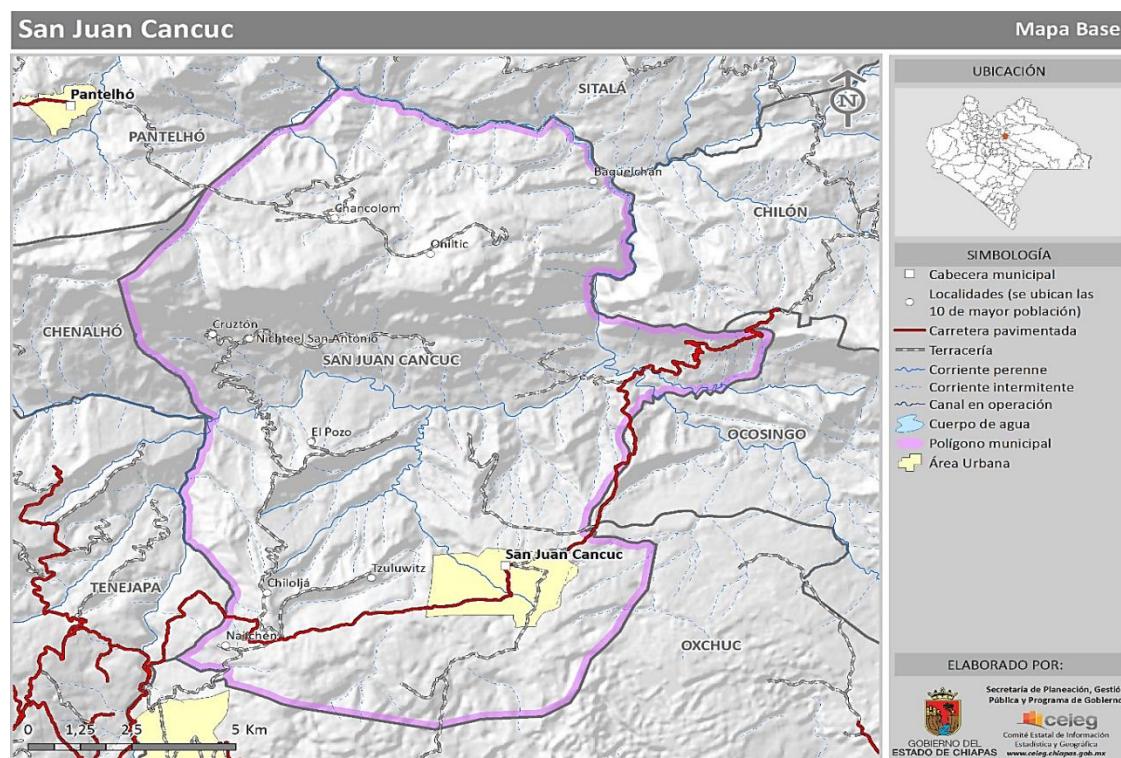 San Juan Cancuc
Mapa Base
Pantelhó
PANTELHÓ
SITALÁ
N
Baqüelchán
CHILÓN
Chancolom
Oniltic
CHENALHÓ
Cruztón
Nichteel San Antonio
SAN JUAN CANCUC
El Pozo
OCOSINGO
San Juan Cancuc
Tzuluwitz
Chiloljá
TENEJAPA
OXCHUC
0 1,25 2,5 5 Km
UBICACIÓN
SIMBOLOGÍA
Cabecera municipal
Localidades (se ubican las
10 de mayor población)
Carretera pavimentada
Terracería
Corriente perenne
Corriente intermitente
Canal en operación
Cuerpo de agua
Polígono municipal
Área Urbana
ELABORADO POR:
GOBIERNO DEL
ESTADO DE CHIAPAS
Secretaría de Planeación, Gestió
Pública y Programa de Gobierno
ceieg
Comité Estatal de Información
Estadística y Geográfica
www.ceieg.chiapas.gob.mx